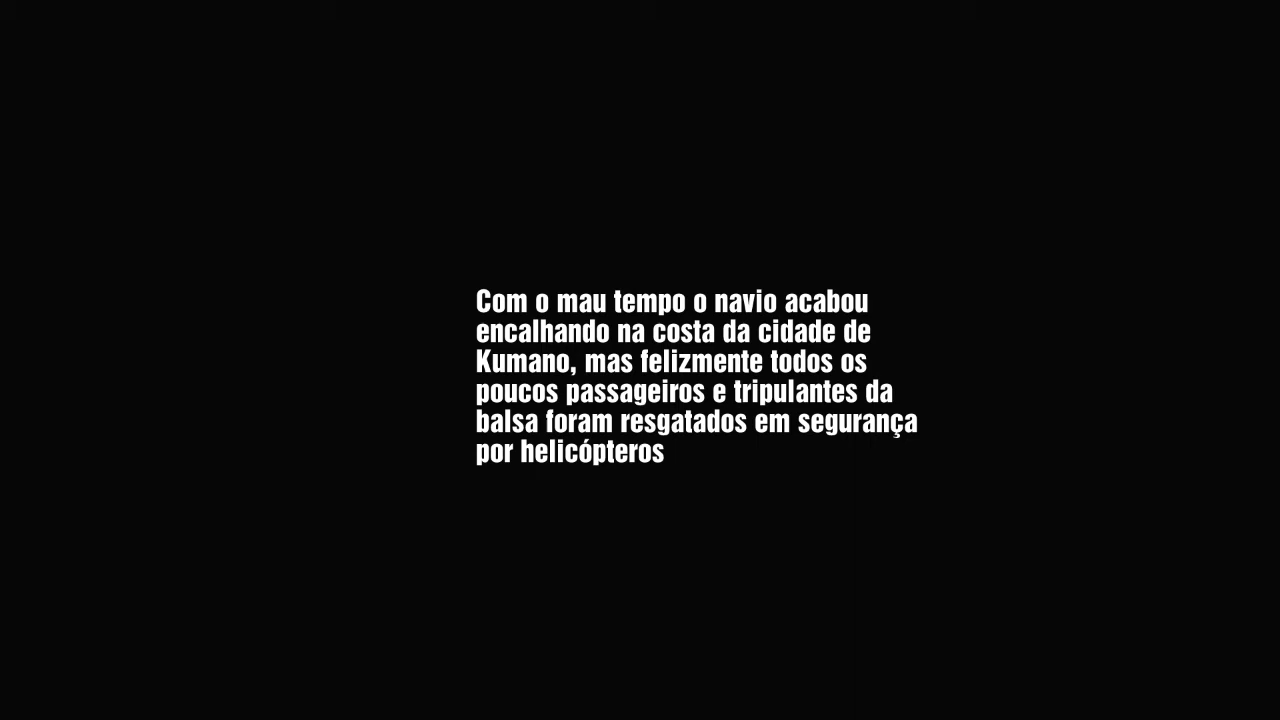 Com o mau tempo o navio acabou
encalhando na costa da cidade de
Kumano, mas felizmente todos os
poucos passageiros e tripulantes da
balsa foram resgatados em segurança
por helicópteros